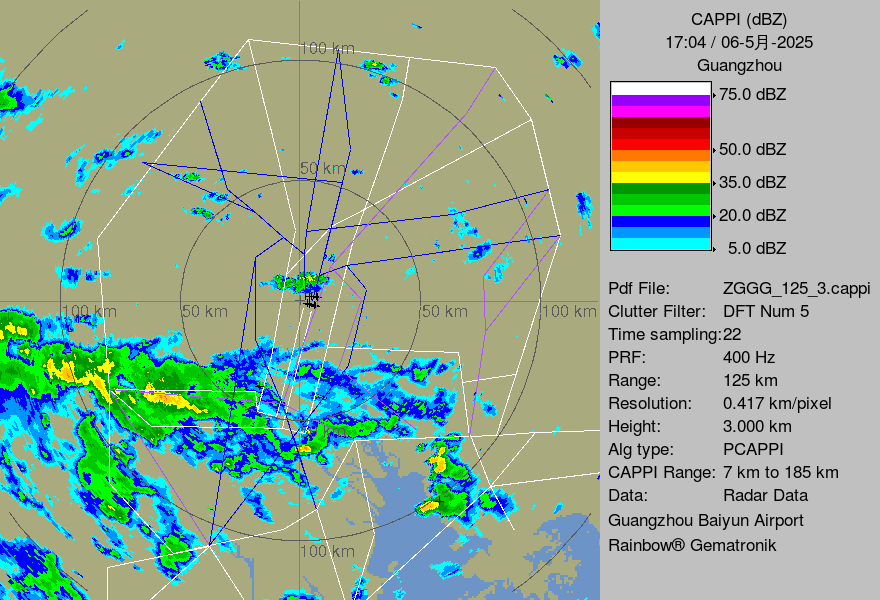 CAPPI (dBZ)
17:04 / 06-5月-2025
Guangzhou
75.0 dBZ
50.0 dBZ
35.0 dBZ
20.0 dBZ
5.0 dBZ
Pdf File: ZGGG_125_3.cappi
Clutter Filter: DFT Num 5
Time sampling:22
PRF: 400 Hz
Range: 125 km
Resolution: 0.417 km/pixel
Height: 3.000 km
Alg type: PCAPPI
CAPPI Range: 7 km to 185 km
Data: Radar Data
Guangzhou Baiyun Airport
Rainbow® Gematronik
100 km
50 km
100 km
50 km
50 km
100 km
100 km